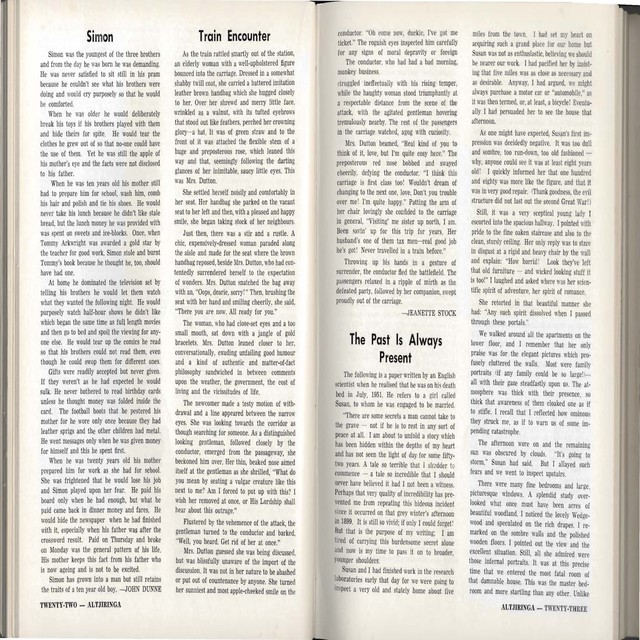 Simon
Simon was the youngest of the three brothers
and from the day he was born he was demanding.
He was never satisfied to sit still in his pram
because he couldn't see what his brothers were
doing and would cry purposely so that he would
be comforted.
When he was older he would deliberately
break his toys if his brothers played with them
and hide theirs for spite. He would tear the
clothes he grew out of so that no-one could have
the use of them. Yet he was still the apple of
his mother's eye and the faults were not disclosed
to his father.
When he was ten years old his mother still
had to prepare him for school, wash him, comb
his hair and polish and tie his shoes. He would
never take his lunch because he didn't like stale
bread, but the lunch money he was provided with
was spent on sweets and ice-blocks. Once, when
Tommy Arkwright was awarded a gold star by
the teacher for good work, Simon stole and burnt
Tommy's book because he thought he, too, should
have had one.
At home he dominated the television set by
telling his brothers he would let them watch
what they wanted the following night. He would
purposely watch half-hour shows he didn't like
which began the same time as full length movies
and then go to bed and spoil the viewing for any-
one else. He would tear up the comics he read
so that his brothers could not read them, even
though he could swop them for different ones.
Gifts were readily accepted but never given.
If they weren't as he had expected he would
sulk. He never bothered to read birthday cards
unless he thought money was folded inside the
card. The football boots that he pestered his
mother for he wore only once because they had
leather sprigs and the other children had metal.
He went messages only when he was given money
for himself and this he spent first.
When he was twenty years old his mother
prepared him for work as she had for school.
She was frightened that he would lose his job
and Simon played upon her fear. He paid his
board only when he had enough, but what he
paid came back in dinner money and fares. He
would hide the newspaper when he had finished
with it, especially when his father was after the
crossword result. Paid on Thursday and broke
on Monday was the general pattern of his life.
His mother keeps this fact from his father who
is now ageing and is not to be excited.
Simon has grown into a man but still retains
the traits of a ten year old boy. —JOHN DUNNE
TWENTY-TWO — ALTJIRINGA
Train Encounter
As the train rattled smartly out of the station,
an elderly woman with a well-upholstered figure
bounced into the carriage. Dressed in a somewhat
shabby twill coat, she carried a battered imitation
leather brown handbag which she hugged closely
to her. Over her shrewd and merry little face,
wrinkled as a walnut, with its tufted eyebrows
that stood out like feathers, perched her crowning
glory—a hat. It was of green straw and to the
front of it was attached the flexible stem of a
huge and preposterous rose, which leaned this
way and that, seemingly following the darting
glances of her inimitable, saucy little eyes. This
was Mrs. Dutton.
She settled herself noisily and comfortably in
her seat. Her handbag she parked on the vacant
seat to her left and then, with a pleased and happy
smile, she began taking stock of her neighbours.
Just then, there was a stir and a rustle. A
chic, expensively-dressed woman paraded along
the aisle and made for the seat where the brown
handbag reposed, beside Mrs. Dutton, who had con-
tentedly surrendered herself to the expectation
of wonders. Mrs. Dutton snatched the bag away
with an, "Oops, dearie, sorry!" Then, brushing the
seat with her hand and smiling cheerily, she said,
"There you are now. All ready for you."
The woman, who had close-set eyes and a too
small mouth, sat down with a jangle of gold
bracelets. Mrs. Dutton leaned closer to her,
conversationally, exuding unfailing good humour
and a kind of authentic and matter-of-fact
philosophy sandwiched in between comments
upon the weather, the government, the cost of
living and the vicissitudes of life.
The newcomer made a tasty motion of with-
drawal and a line appeared between the narrow
eyes. She was looking towards the corridor as
though searching for someone. As a distinguished
looking gentleman, followed closely by the
conductor, emerged from the passageway, she
beckoned him over. Her thin, beaked nose aimed
itself at the gentleman as she shrilled, "What do
you mean by seating a vulgar creature like this
next to me? Am I forced to put up with this? I
wish her removed at once, or His Lordship shall
hear about this outrage."
Flustered by the vehemence of the attack, the
gentleman turned to the conductor and barked,
"Well, you heard. Get rid of her at once."
Mrs. Dutton guessed she was being discussed,
but was blissfully unaware of the import of the
discussion. It was not in her nature to be abashed
or put out of countenance by anyone. She turned
her sunniest and most apple-cheeked smile on the
conductor. "Oh come now, duckie, I've got me
ticket." The roguish eyes inspected him carefully
for any signs of moral depravity or foreign
monkey business.
The conductor, who had had a bad morning,
struggled ineffectually with his rising temper,
while the haughty woman stood triumphantly at
a respectable distance from the scene of the
attack, with the agitated gentleman hovering
tremulously nearby. The rest of the passengers
in the carriage watched, agog with curiosity.
Mrs. Dutton beamed, "Real kind of you to
think of it, love, but I'm quite cosy here." The
preposterous red rose bobbed and swayed
cheerily, defying the conductor. "I think this
carriage is first class too! Wouldn't dream of
changing to the next one, love, Don't you trouble
over me! I'm quite happy." Patting the arm of
her chair lovingly she confided to the carriage
in general, "Visiting' me sister up north, I am.
Been savin' up for this trip for years, Her
husband's one of them tax men—real good job
he's got! Never travelled in a train before."
Throwing up his hands in a gesture of
surrender, the conductor fled the battlefield. The
passengers relaxed in a ripple of mirth as the
defeated party, followed by her companion, swept
proudly out of the carriage.
—JEANETTE STOCK
The Past Is Always
Present
The following is a paper written by an English
scientist when he realised that he was on his death
bed in July, 1951. He refers to a girl called
Susan, to whom he was engaged to be married.
"There are some secrets a man cannot take to
the grave — not if he is to rest in any sort of
peace at all. I am about to unfold a story which
has been hidden within the depths of my heart
and has not seen the light of day for some fifty-
two years. A tale so terrible that I shudder to
commence — a tale so incredible that I should
never have believed it had I not been a witness.
Perhaps that very quality of incredibility has pre-
vented me from repeating this hideous incident
since it occurred on that grey winter's afternoon
in 1899. It is still so vivid; if only I could forget!
But that is the purpose of my writing. I am
tired of carrying this burdensome secret alone
and now is my time to pass it on to broader,
younger shoulders.
Susan and I had finished work in the research
laboratories early that day for we were going to
inspect a very old and stately home about five
miles from the town. I had set my heart on
acquiring such a grand place for our home but
Susan was not as enthusiastic, believing we should
be nearer our work. I had pacified her by insist-
ing that five miles was as close as necessary and
as desirable. Anyway, I had argued, we might
always purchase a motor car or "automobile," as
it was then termed, or, at least, a bicycle! Eventu-
ally I had persuaded her to see the house that
afternoon.
As one might have expected, Susan's first im-
pression was decidedly negative. It was too dull
and sombre, too run-down, too old fashioned —
why, anyone could see it was at least eighty years
old! I quickly informed her that one hundred
and eighty was more like the figure, and that it
was in very good repair. (Thank goodness, the evil
structure did not last out the second Great War!)
Still, it was a very sceptical young lady I
escorted into the spacious hallway. I pointed with
pride to the fine oaken staircase and also to the
clean, sturdy ceiling. Her only reply was to stare
in disgust at a rigid and heavy chair by the wall
and explain: "How horrid! Look they've left
that old furniture — and wicked looking stuff it
is too!" I laughed and asked where was her scien-
tific spirit of adventure, her spirit of romance.
She retorted in that beautiful manner she
had: "Any such spirit dissolved when I passed
through these portals."
We walked around all the apartments on the
lower floor, and I remember that her only
praise was for the elegant pictures which pro-
fusely cluttered the walls. Most were family
portraits (if any family could be so large!)—
all with their gaze steadfastly upon us. The at-
mosphere was thick with their presence, so
thick that awareness of them cloaked one as if
to stifle. I recall that I reflected how ominous
they struck me, as if to warn us of some im-
pending catastrophe.
The afternoon wore on and the remaining
sun was obscured by clouds. "It's going to
storm," Susan had said. But I allayed such
fears and we went to inspect upstairs.
There were many fine bedrooms and large,
picturesque windows. A splendid study over-
looked what once must have been acres of
beautiful woodland, I noticed the lovely Wedge-
wood and speculated on the rich drapes. I re-
marked on the sombre walls and the polished
wooden floors. I pointed out the view and the
excellent situation. Still, all she admired were
those infernal portraits. It was at this precise
time that we entered the most fatal room of
that damnable house. This was the master bed-
room and more startling than any other. Unlike
ALTJIRINGA — TWENTY-THREE